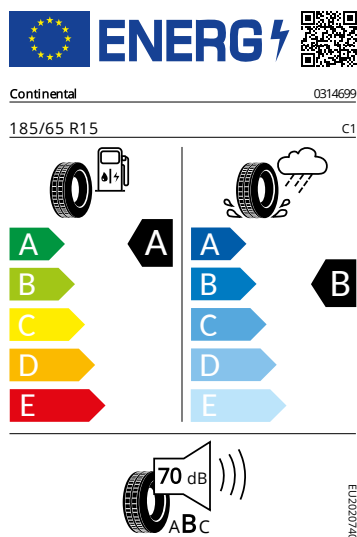 ENERG
Continental 0314699
185/65 R15 C1
A A A
B B B
C C
D D
E E
70 dB
ABC
EU2020/740